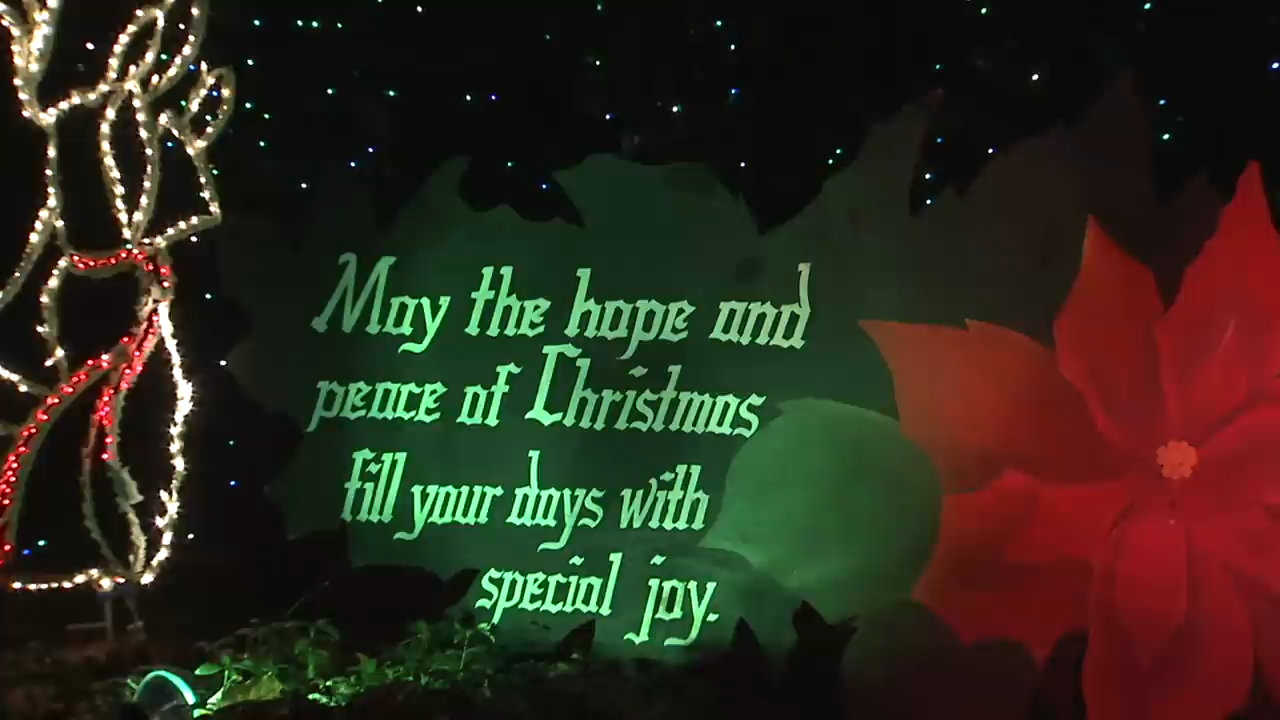 May the hope and
peace of Christmas
fill your days with
special joy.